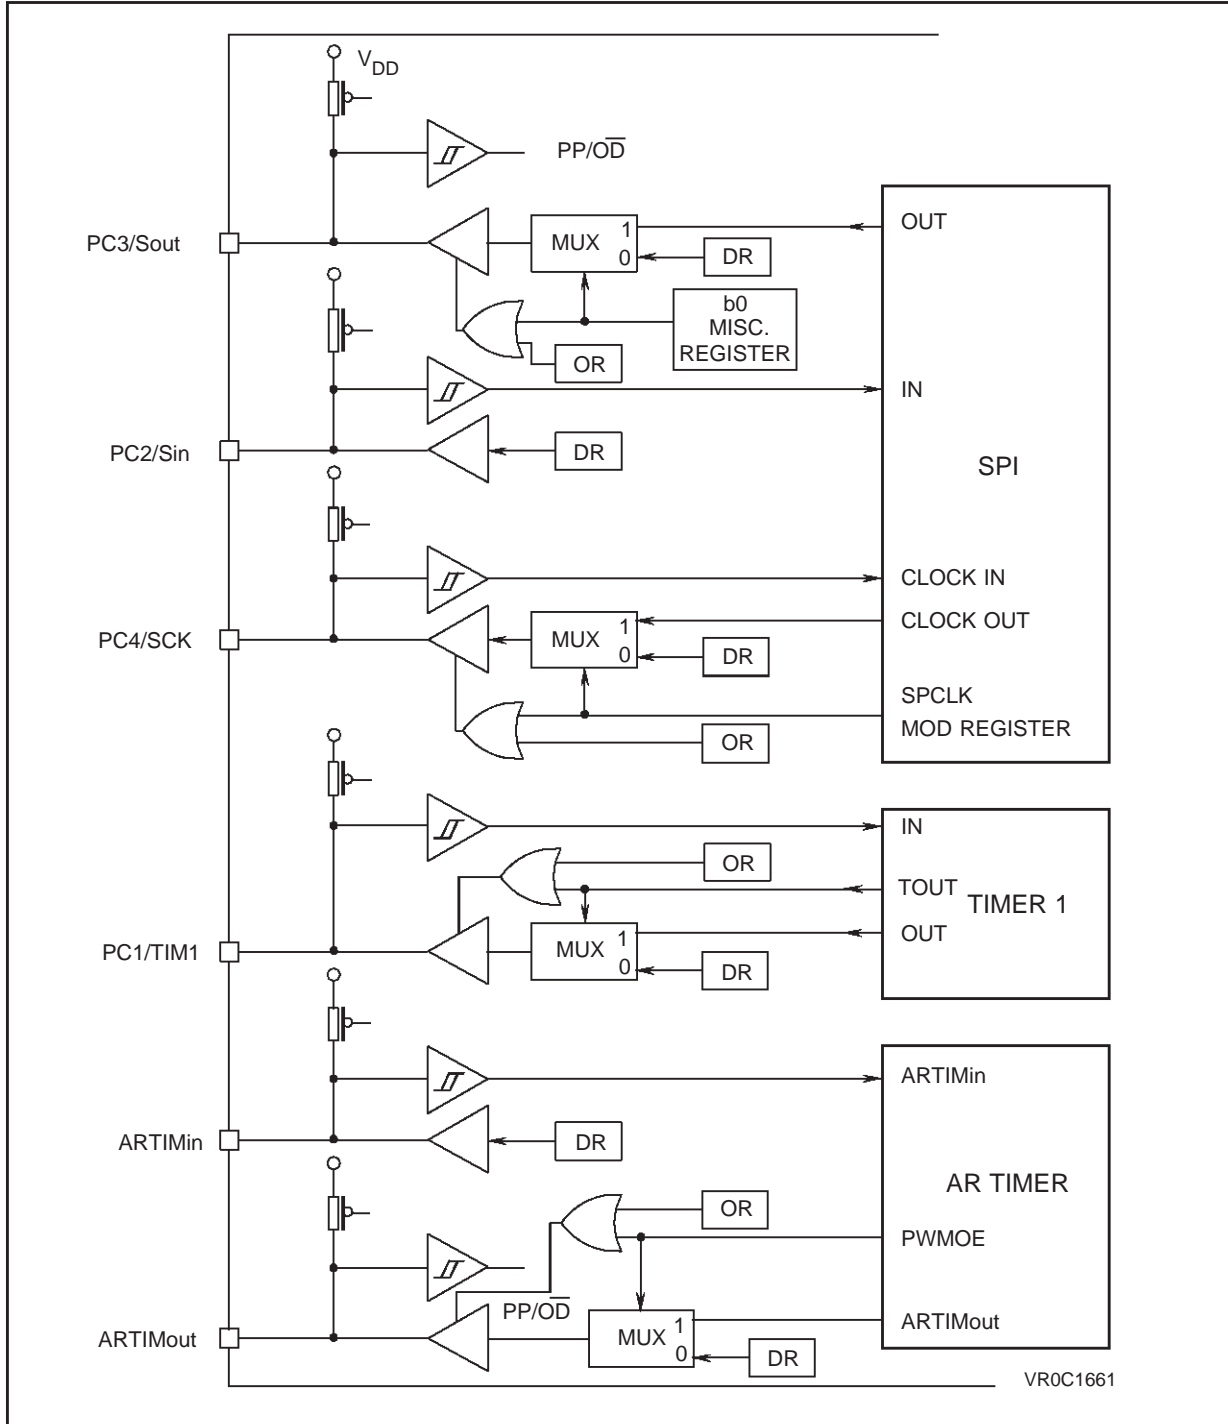 VDD
PP/OD̅
PC3/Sout
MUX
1
0
DR
OUT
b0
MISC.
REGISTER
OR
IN
PC2/Sin
DR
SPI
CLOCK IN
CLOCK OUT
PC4/SCK
MUX
1
0
DR
SPCLK
MOD REGISTER
OR
IN
OR
TOUT
TIMER 1
OUT
PC1/TIM1
MUX
1
0
DR
ARTIMin
ARTIMin
DR
AR TIMER
OR
PWMOE
PP/OD̅
ARTIMout
ARTIMout
MUX
1
0
DR
VR0C1661